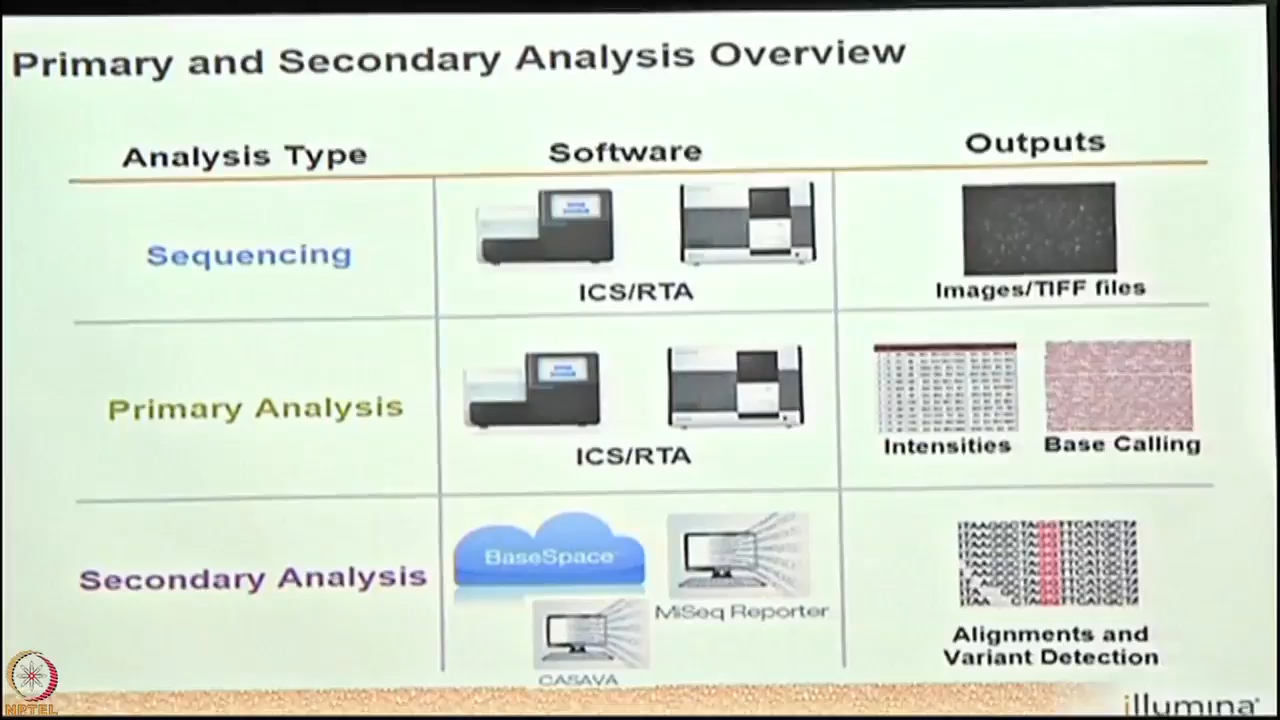 Primary and Secondary Analysis Overview
Analysis Type
Software
Outputs
Sequencing
ICS/RTA
Images/TIFF files
Primary Analysis
ICS/RTA
Intensities
Base Calling
Secondary Analysis
BaseSpace
MiSeq Reporter
CASAVA
Alignments and
Variant Detection
NPTEL
illumina